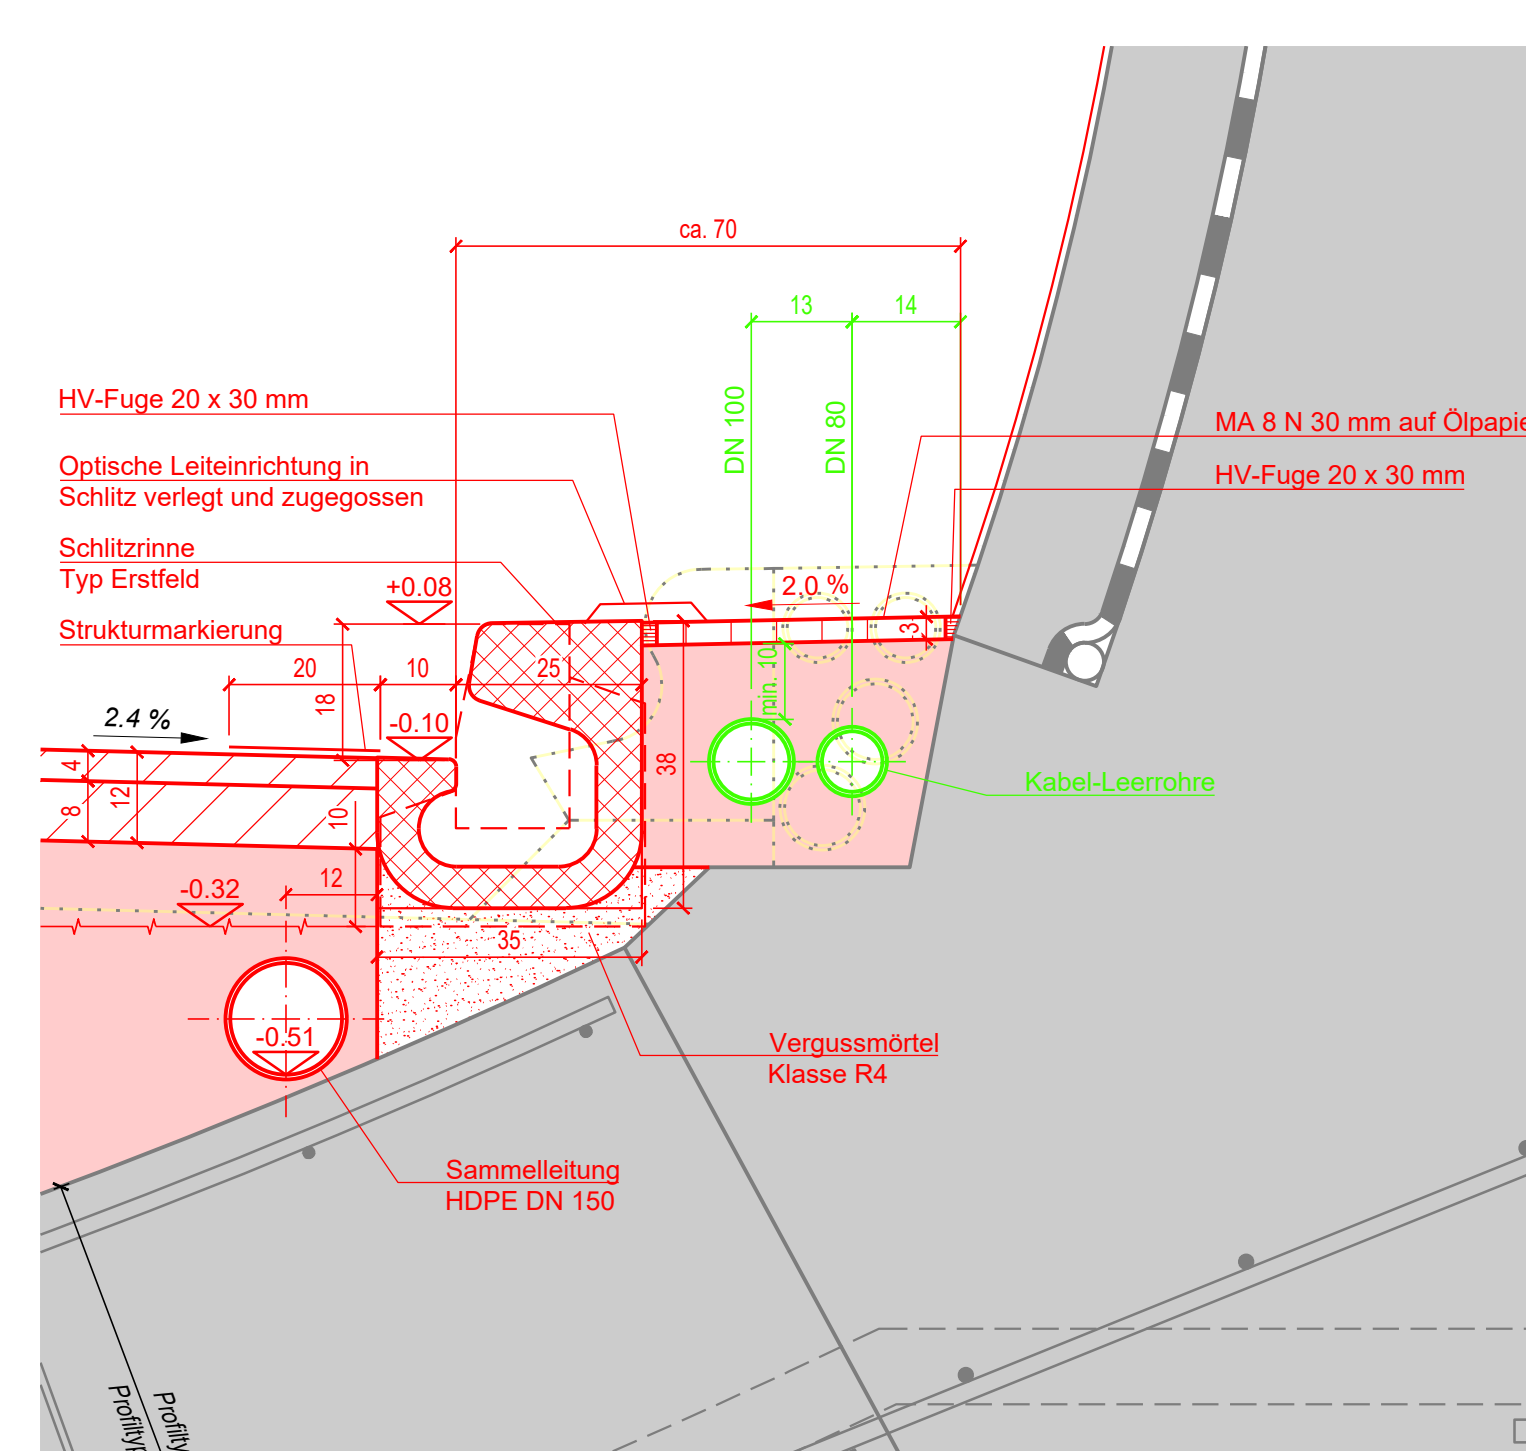 ca. 70
13
14
DN 100
DN 80
HV-Fuge 20 x 30 mm
MA 8 N 30 mm auf
HV-Fuge 20 x 30 mm
Optische Leiteinrichtung in
Schlitz verlegt und zugegossen
Schlitzrinne
Typ Erstfeld
+0.08
2.0 %
Strukturmarkierung
3
20
10
25
18
min. 10
2.4 %
-0.10
4
38
Kabel-Leerrohre
8
12
10
-0.32
12
35
-0.51
Vergussmörtel
Klasse R4
Sammelleitung
HDPE DN 150